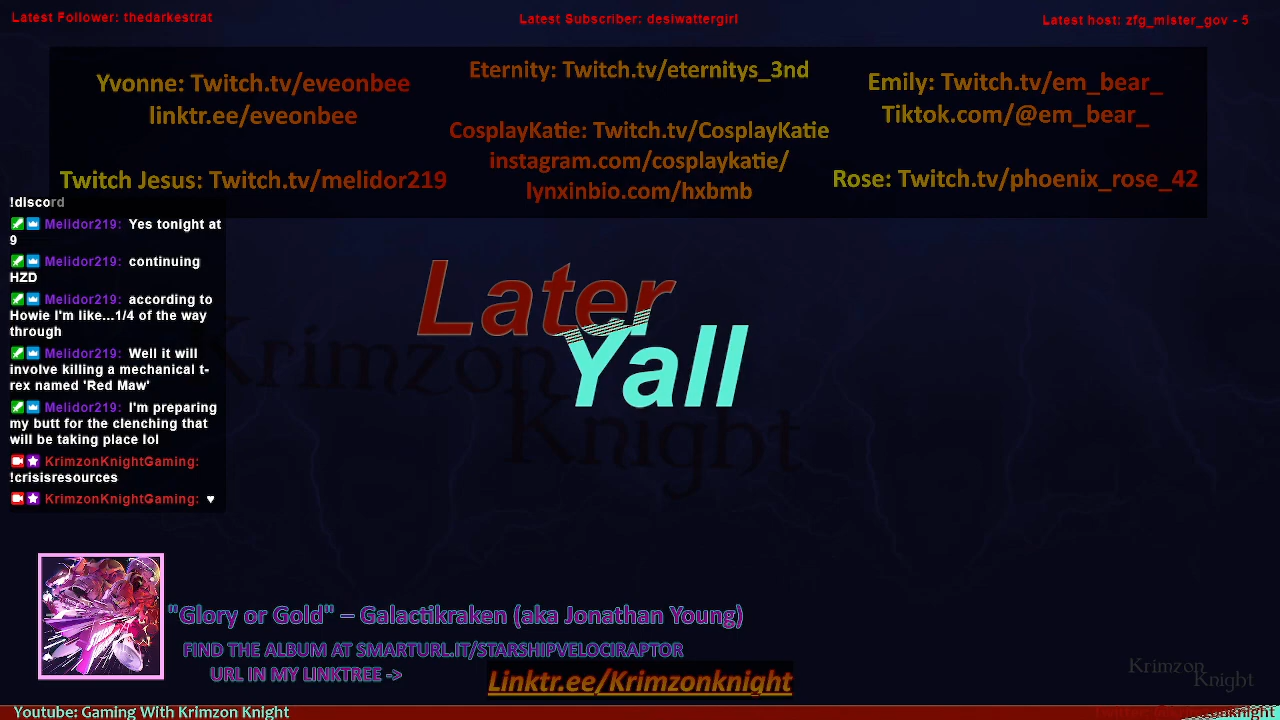 Latest Follower: thedarkestrat
Latest Subscriber: desiwattergirl
Latest host: zfg_mister_gov - 5
Yvonne: Twitch.tv/eveonbee
linktr.ee/eveonbee
Eternity: Twitch.tv/eternitys_3nd
Emily: Twitch.tv/em_bear_
Tiktok.com/@em_bear_
CosplayKatie: Twitch.tv/CosplayKatie
instagram.com/cosplaykatie/
lynxinbio.com/hxbmb
Twitch Jesus: Twitch.tv/melidor219
Rose: Twitch.tv/phoenix_rose_42
!discord
Melidor219: Yes tonight at
9
Melidor219: continuing
HZD
Melidor219: according to
Howie I'm like...1/4 of the way
through
Melidor219: Well it will
involve killing a mechanical t-
rex named 'Red Maw'
Melidor219: I'm preparing
my butt for the clenching that
will be taking place lol
KrimzonKnightGaming:
!crisisresources
KrimzonKnightGaming: ♥
Later
Yall
Krimzon
Knight
"Glory or Gold" – Galactikraken (aka Jonathan Young)
FIND THE ALBUM AT SMARTURL.IT/STARSHIPVELOCIRAPTOR
URL IN MY LINKTREE ->
Linktr.ee/Krimzonknight
Krimzon
Knight
Youtube: Gaming With Krimzon Knight